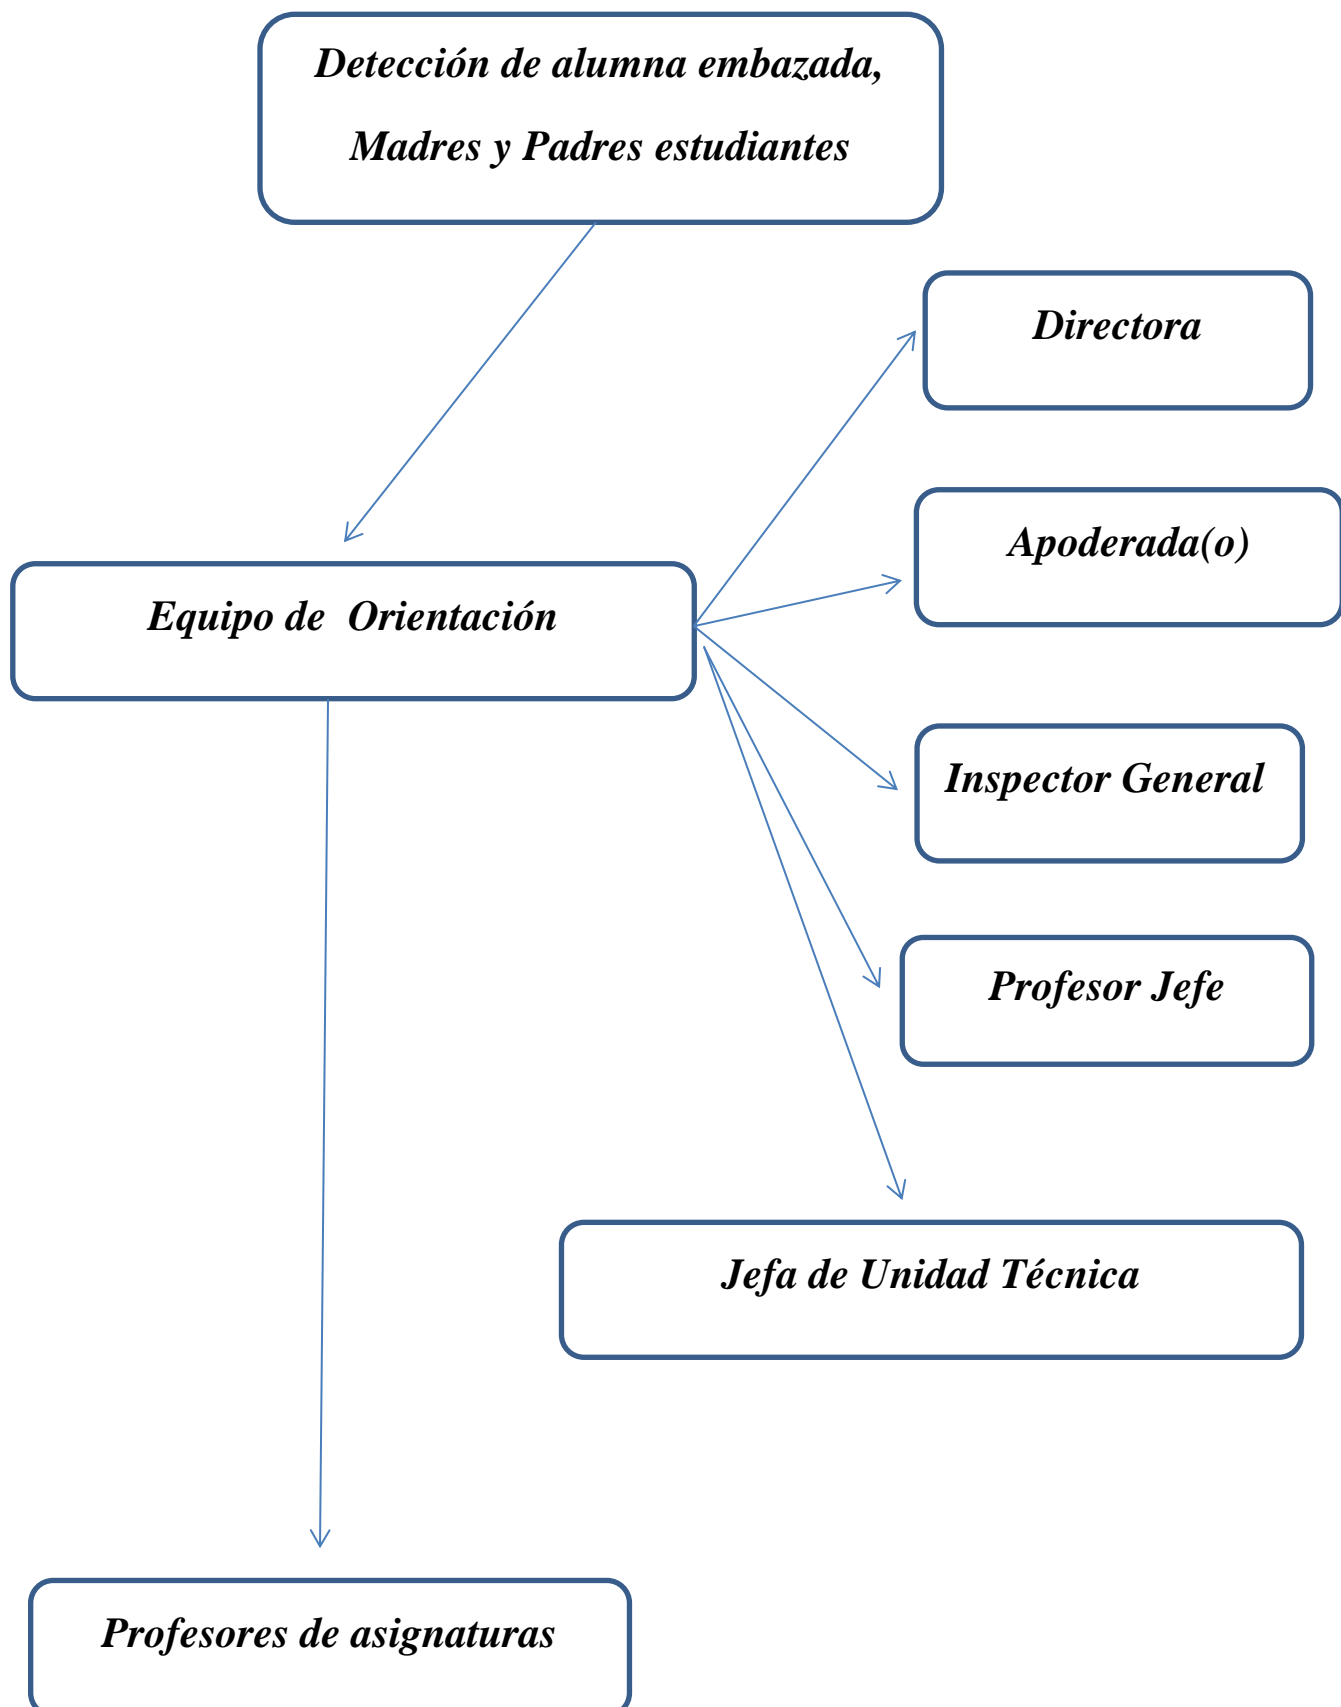 Detección de alumna embazada,
Madres y Padres estudiantes
Directora
Apoderada(o)
Equipo de  Orientación
Inspector General
Profesor Jefe
Jefa de Unidad Técnica
Profesores de asignaturas